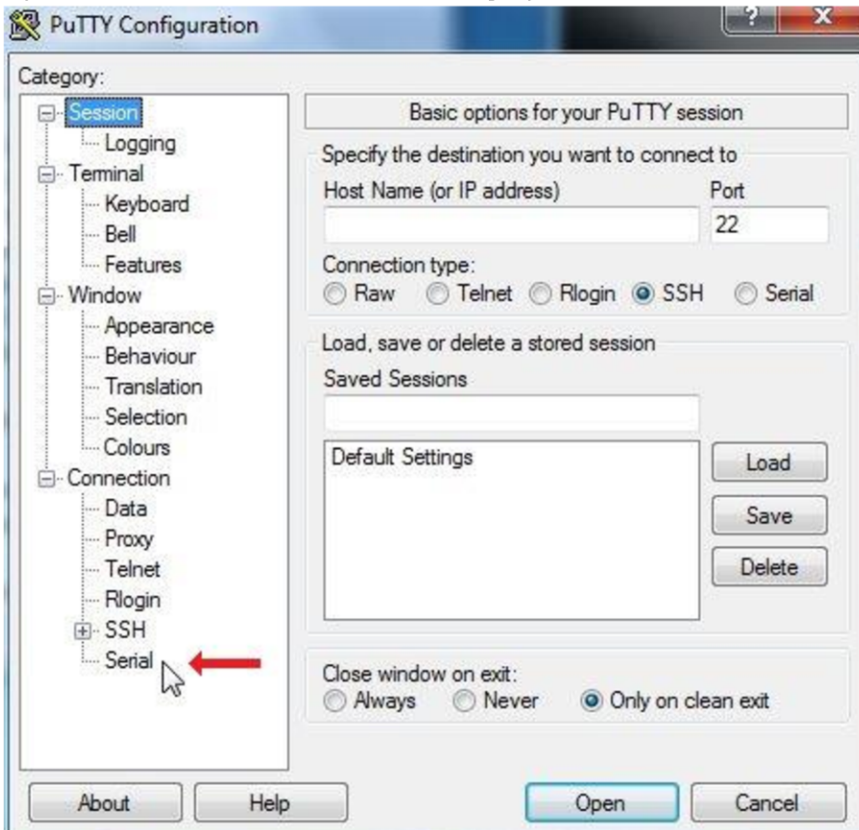 PuTTY Configuration
?
X
Category:
Session
Logging
Terminal
Keyboard
Bell
Features
Window
Appearance
Behaviour
Translation
Selection
Colours
Connection
Data
Proxy
Telnet
Rlogin
SSH
Serial
Basic options for your PuTTY session
Specify the destination you want to connect to
Host Name (or IP address) Port
22
Connection type:
Raw Telnet Rlogin SSH Serial
Load, save or delete a stored session
Saved Sessions
Default Settings
Load
Save
Delete
Close window on exit:
Always Never Only on clean exit
About Help Open Cancel